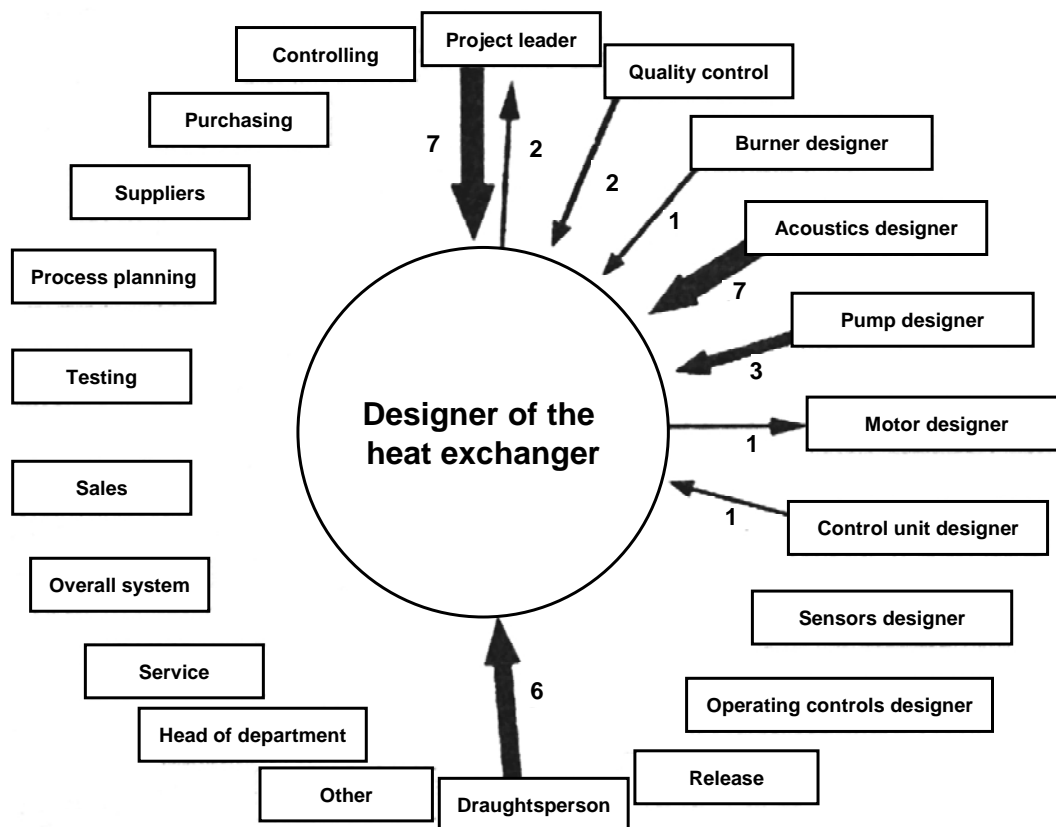 Project leader
Controlling
Quality control
Purchasing
Burner designer
7
2
Suppliers
2
1
Acoustics designer
Process planning
7
Pump designer
Testing
3
Designer of the
heat exchanger
Motor designer
1
Sales
1
Control unit designer
Overall system
Sensors designer
Service
6
Operating controls designer
Head of department
Release
Other
Draughtsperson